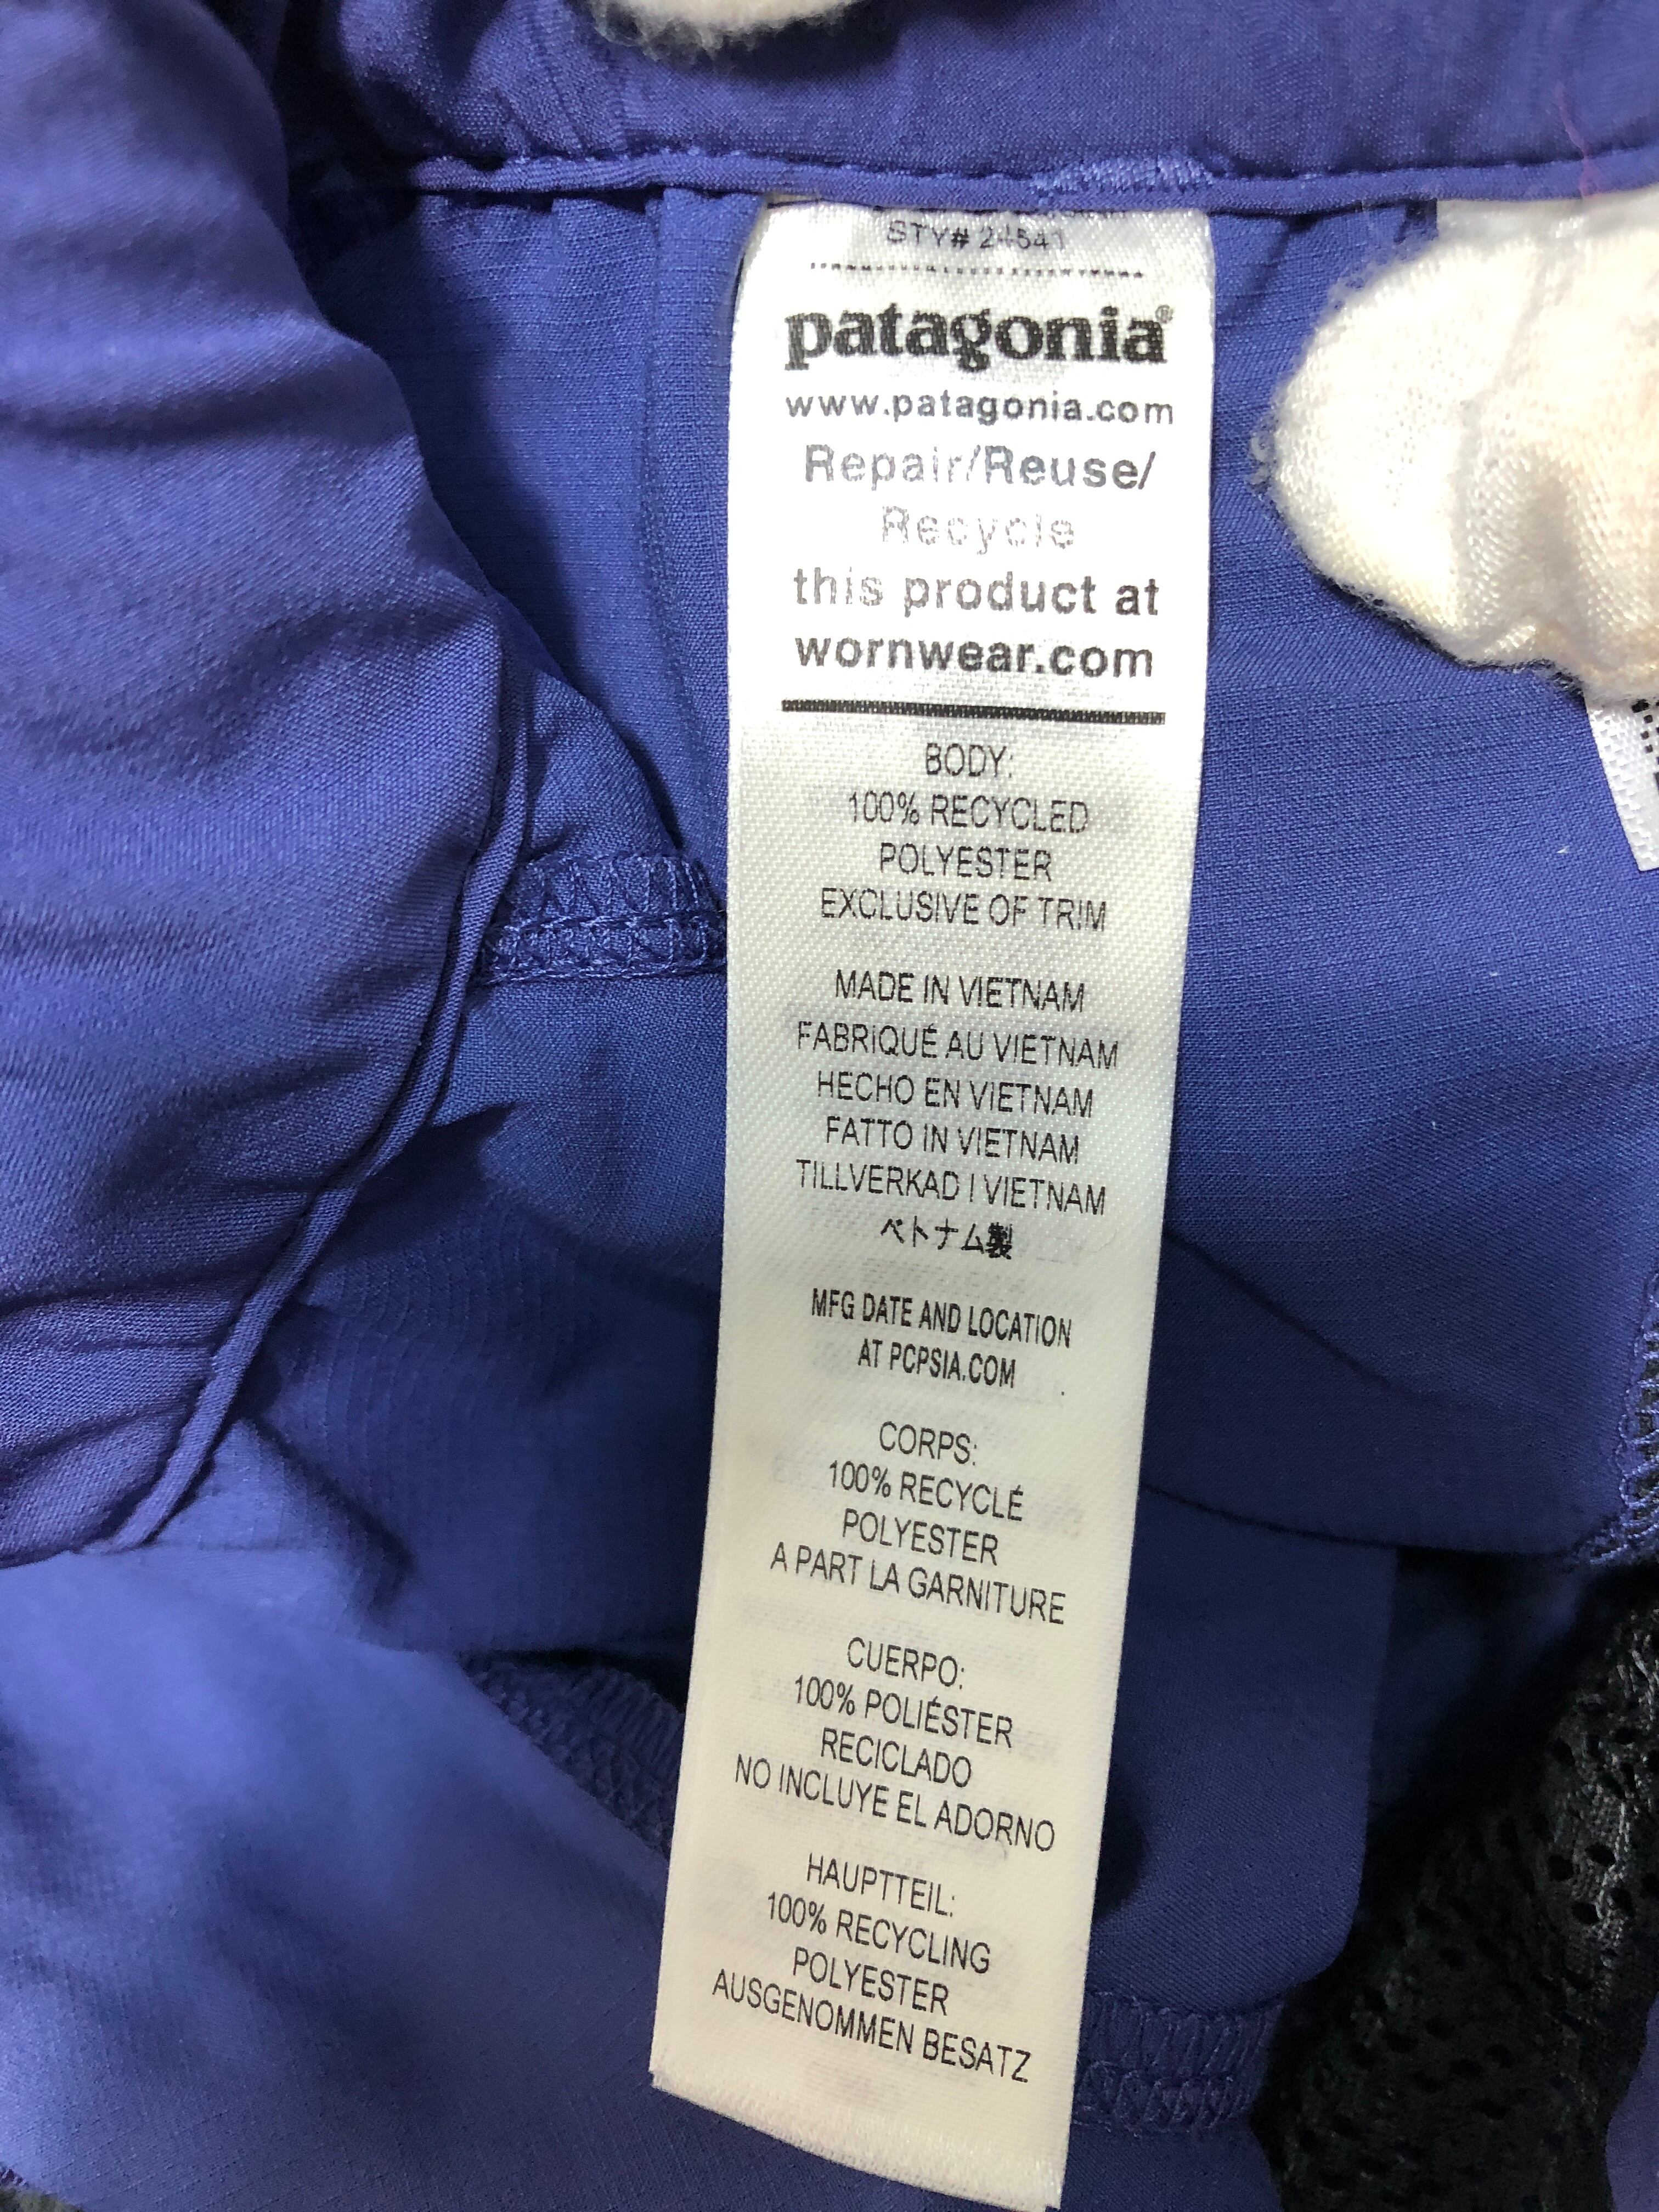 STY# 24541
patagonia®
www.patagonia.com
Repair/Reuse/
Recycle
this product at
wornwear.com
BODY:
100% RECYCLED
POLYESTER
EXCLUSIVE OF TRIM
MADE IN VIETNAM
FABRIQUÉ AU VIETNAM
HECHO EN VIETNAM
FATTO IN VIETNAM
TILLVERKAD I VIETNAM
ベトナム製
MFG DATE AND LOCATION
AT PCPSIA.COM
CORPS:
100% RECYCLÉ
POLYESTER
A PART LA GARNITURE
CUERPO:
100% POLIÉSTER
RECICLADO
NO INCLUYE EL ADORNO
HAUPTTEIL:
100% RECYCLING
POLYESTER
AUSGENOMMEN BESATZ